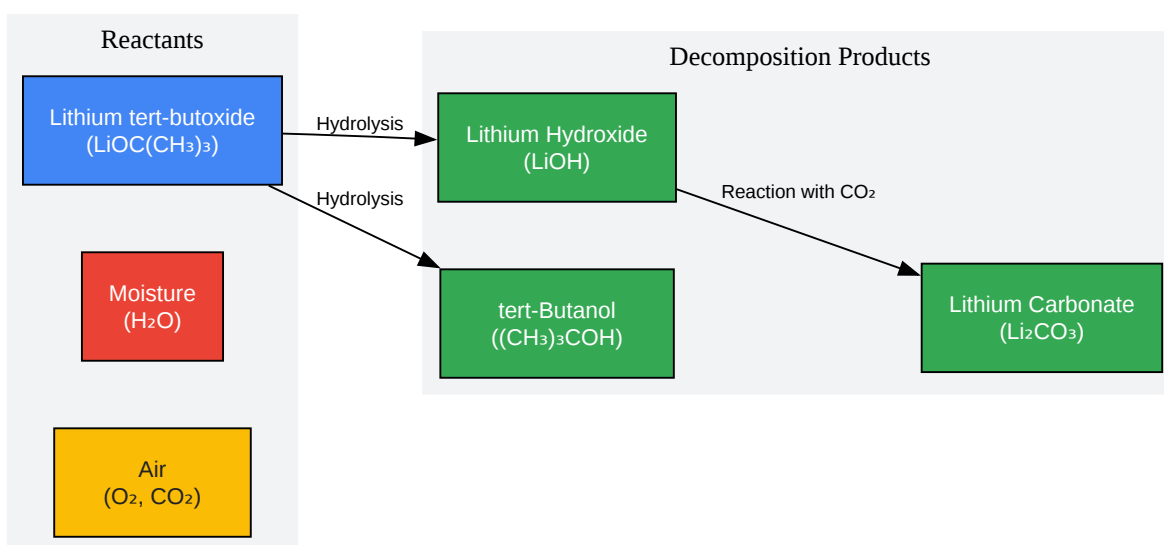 Reactants
Lithium tert-butoxide
(LiOC(CH₃)₃)
Moisture
(H₂O)
Air
(O₂, CO₂)
Hydrolysis
Hydrolysis
Decomposition Products
Lithium Hydroxide
(LiOH)
tert-Butanol
((CH₃)₃COH)
Reaction with CO₂
Lithium Carbonate
(Li₂CO₃)